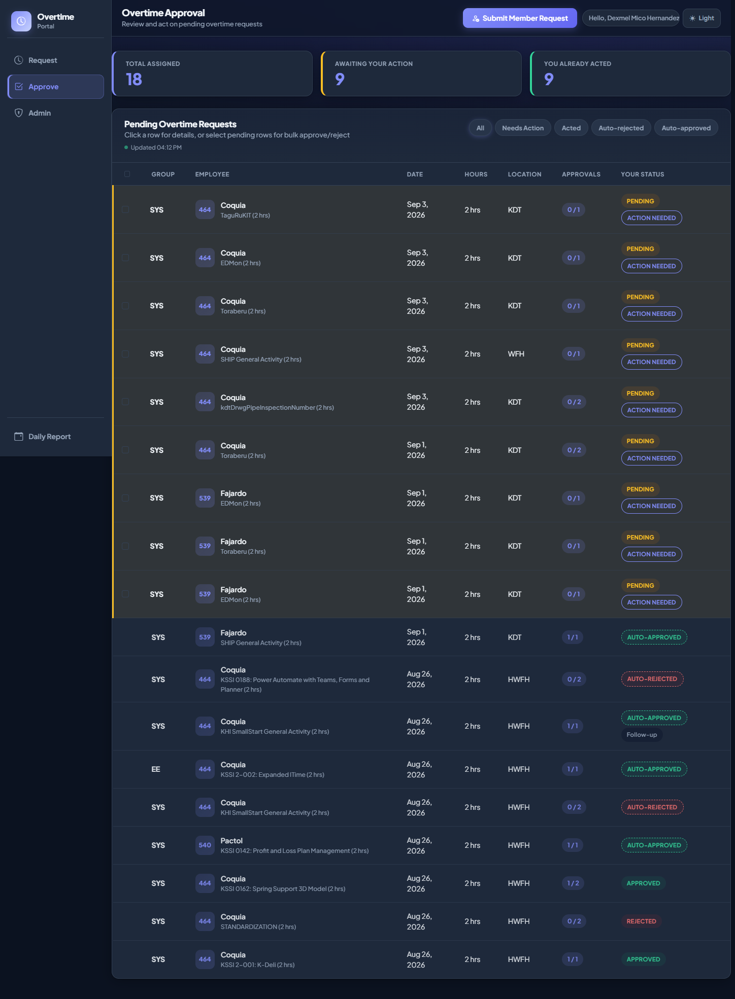 Overtime
Portal
Request
Approve
Admin
Daily Report
Overtime Approval
Review and act on pending overtime requests
Submit Member Request
Hello, Dexmel Mico Hernandez
Light
TOTAL ASSIGNED
18
AWAITING YOUR ACTION
9
YOU ALREADY ACTED
9
Pending Overtime Requests
Click a row for details, or select pending rows for bulk approve/reject
Updated 04:12 PM
All
Needs Action
Acted
Auto-rejected
Auto-approved
GROUP EMPLOYEE DATE HOURS LOCATION APPROVALS YOUR STATUS
SYS 464 Coquia
TaguRuKIT (2 hrs)
Sep 3,
2026
2 hrs KDT 0 / 1
PENDING
ACTION NEEDED
SYS 464 Coquia
EDMon (2 hrs)
Sep 3,
2026
2 hrs KDT 0 / 1
PENDING
ACTION NEEDED
SYS 464 Coquia
Toraberu (2 hrs)
Sep 3,
2026
2 hrs KDT 0 / 1
PENDING
ACTION NEEDED
SYS 464 Coquia
SHIP General Activity (2 hrs)
Sep 3,
2026
2 hrs WFH 0 / 1
PENDING
ACTION NEEDED
SYS 464 Coquia
kdtDrwgPipeInspectionNumber (2 hrs)
Sep 3,
2026
2 hrs KDT 0 / 2
PENDING
ACTION NEEDED
SYS 464 Coquia
Toraberu (2 hrs)
Sep 1,
2026
2 hrs KDT 0 / 2
PENDING
ACTION NEEDED
SYS 539 Fajardo
EDMon (2 hrs)
Sep 1,
2026
2 hrs KDT 0 / 1
PENDING
ACTION NEEDED
SYS 539 Fajardo
Toraberu (2 hrs)
Sep 1,
2026
2 hrs KDT 0 / 1
PENDING
ACTION NEEDED
SYS 539 Fajardo
EDMon (2 hrs)
Sep 1,
2026
2 hrs KDT 0 / 1
PENDING
ACTION NEEDED
SYS 539 Fajardo
SHIP General Activity (2 hrs)
Sep 1,
2026
2 hrs KDT 1 / 1
AUTO-APPROVED
SYS 464 Coquia
KSSI 0188: Power Automate with Teams, Forms and
Planner (2 hrs)
Aug 26,
2026
2 hrs HWFH 0 / 2
AUTO-REJECTED
SYS 464 Coquia
KHI SmallStart General Activity (2 hrs)
Aug 26,
2026
2 hrs HWFH 1 / 1
AUTO-APPROVED
Follow-up
EE 464 Coquia
KSSI 2-002: Expanded ITime (2 hrs)
Aug 26,
2026
2 hrs HWFH 1 / 1
AUTO-APPROVED
SYS 464 Coquia
KHI SmallStart General Activity (2 hrs)
Aug 26,
2026
2 hrs HWFH 0 / 2
AUTO-REJECTED
SYS 540 Pactol
KSSI 0142: Profit and Loss Plan Management (2 hrs)
Aug 26,
2026
2 hrs HWFH 1 / 1
AUTO-APPROVED
SYS 464 Coquia
KSSI 0162: Spring Support 3D Model (2 hrs)
Aug 26,
2026
2 hrs HWFH 1 / 2
APPROVED
SYS 464 Coquia
STANDARDIZATION (2 hrs)
Aug 26,
2026
2 hrs HWFH 0 / 2
REJECTED
SYS 464 Coquia
KSSI 2-001: K-Deli (2 hrs)
Aug 26,
2026
2 hrs HWFH 1 / 1
APPROVED